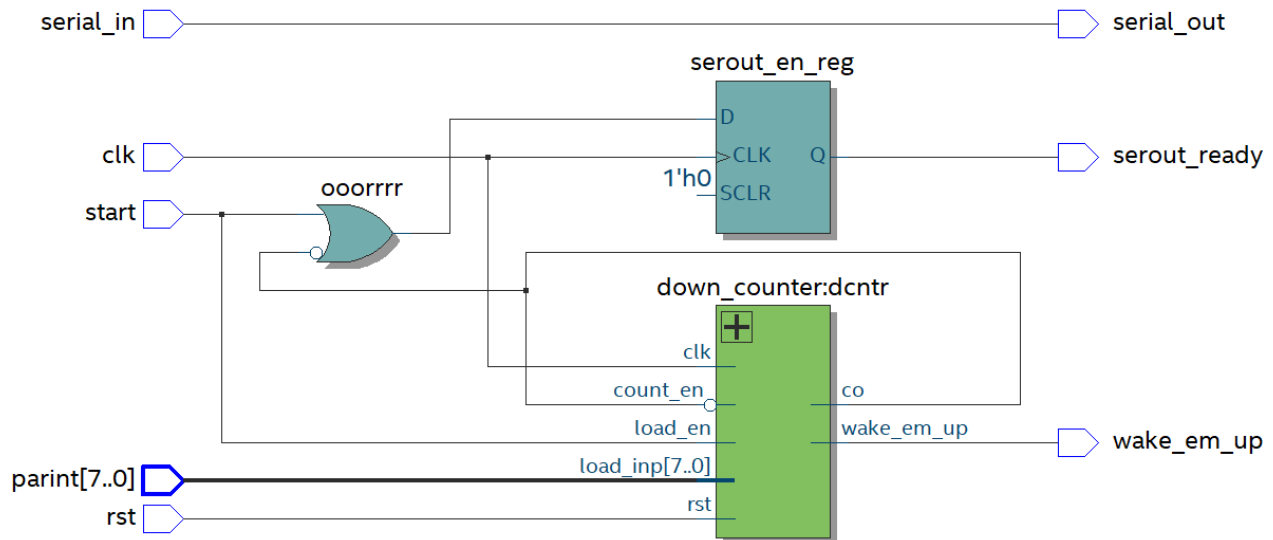 serial_in
serial_out
serout_en_reg
D
clk
CLK
Q
serout_ready
1'h0
SCLR
ooorrrr
start
down_counter:dcntr
clk
count_en
co
load_en
wake_em_up
wake_em_up
load_inp[7..0]
parint[7..0]
rst
rst